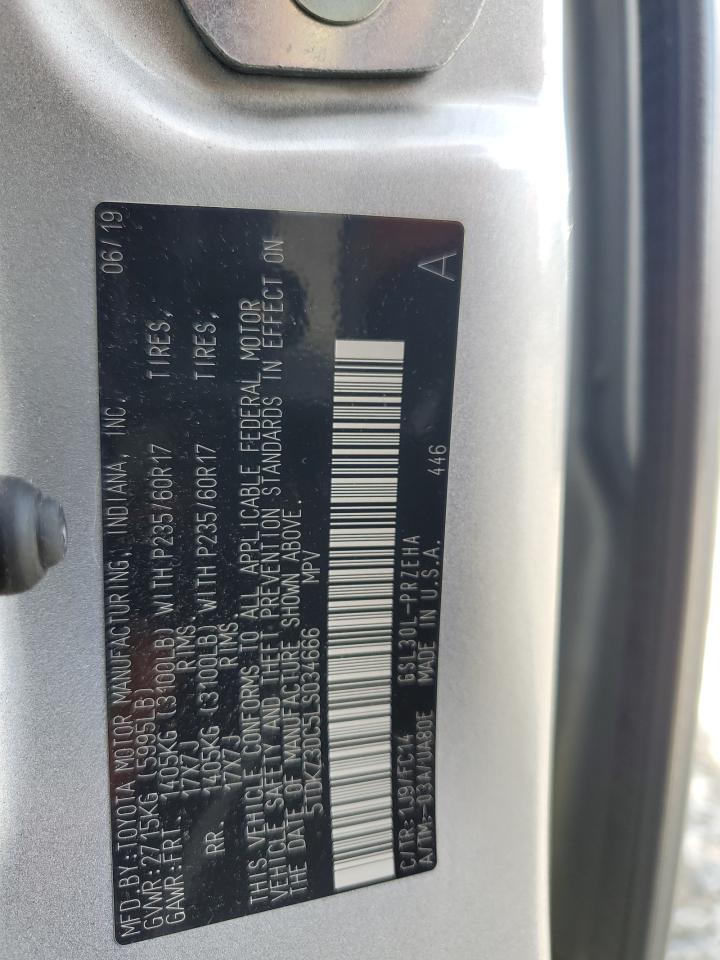 MFD.BY:TOYOTA MOTOR MANUFACTURING, INDIANA, INC. 06/19
GVWR:2715KG (5995LB)
GAWR:FRT. 1405KG (3100LB) WITH P235/60R17 TIRES,
17X7J RIMS,
RR. 1405KG (3100LB) WITH P235/60R17 TIRES,
17X7J RIMS,
THIS VEHICLE CONFORMS TO ALL APPLICABLE FEDERAL MOTOR
VEHICLE SAFETY AND THEFT PREVENTION STANDARDS IN EFFECT ON
THE DATE OF MANUFACTURE SHOWN ABOVE.
5TDKZ3DC5LS034666 MPV
C/TR:1J9/FC14 GSL30L-PRZEHA 446 A
A/TM:-03A/UA80E MADE IN U.S.A.